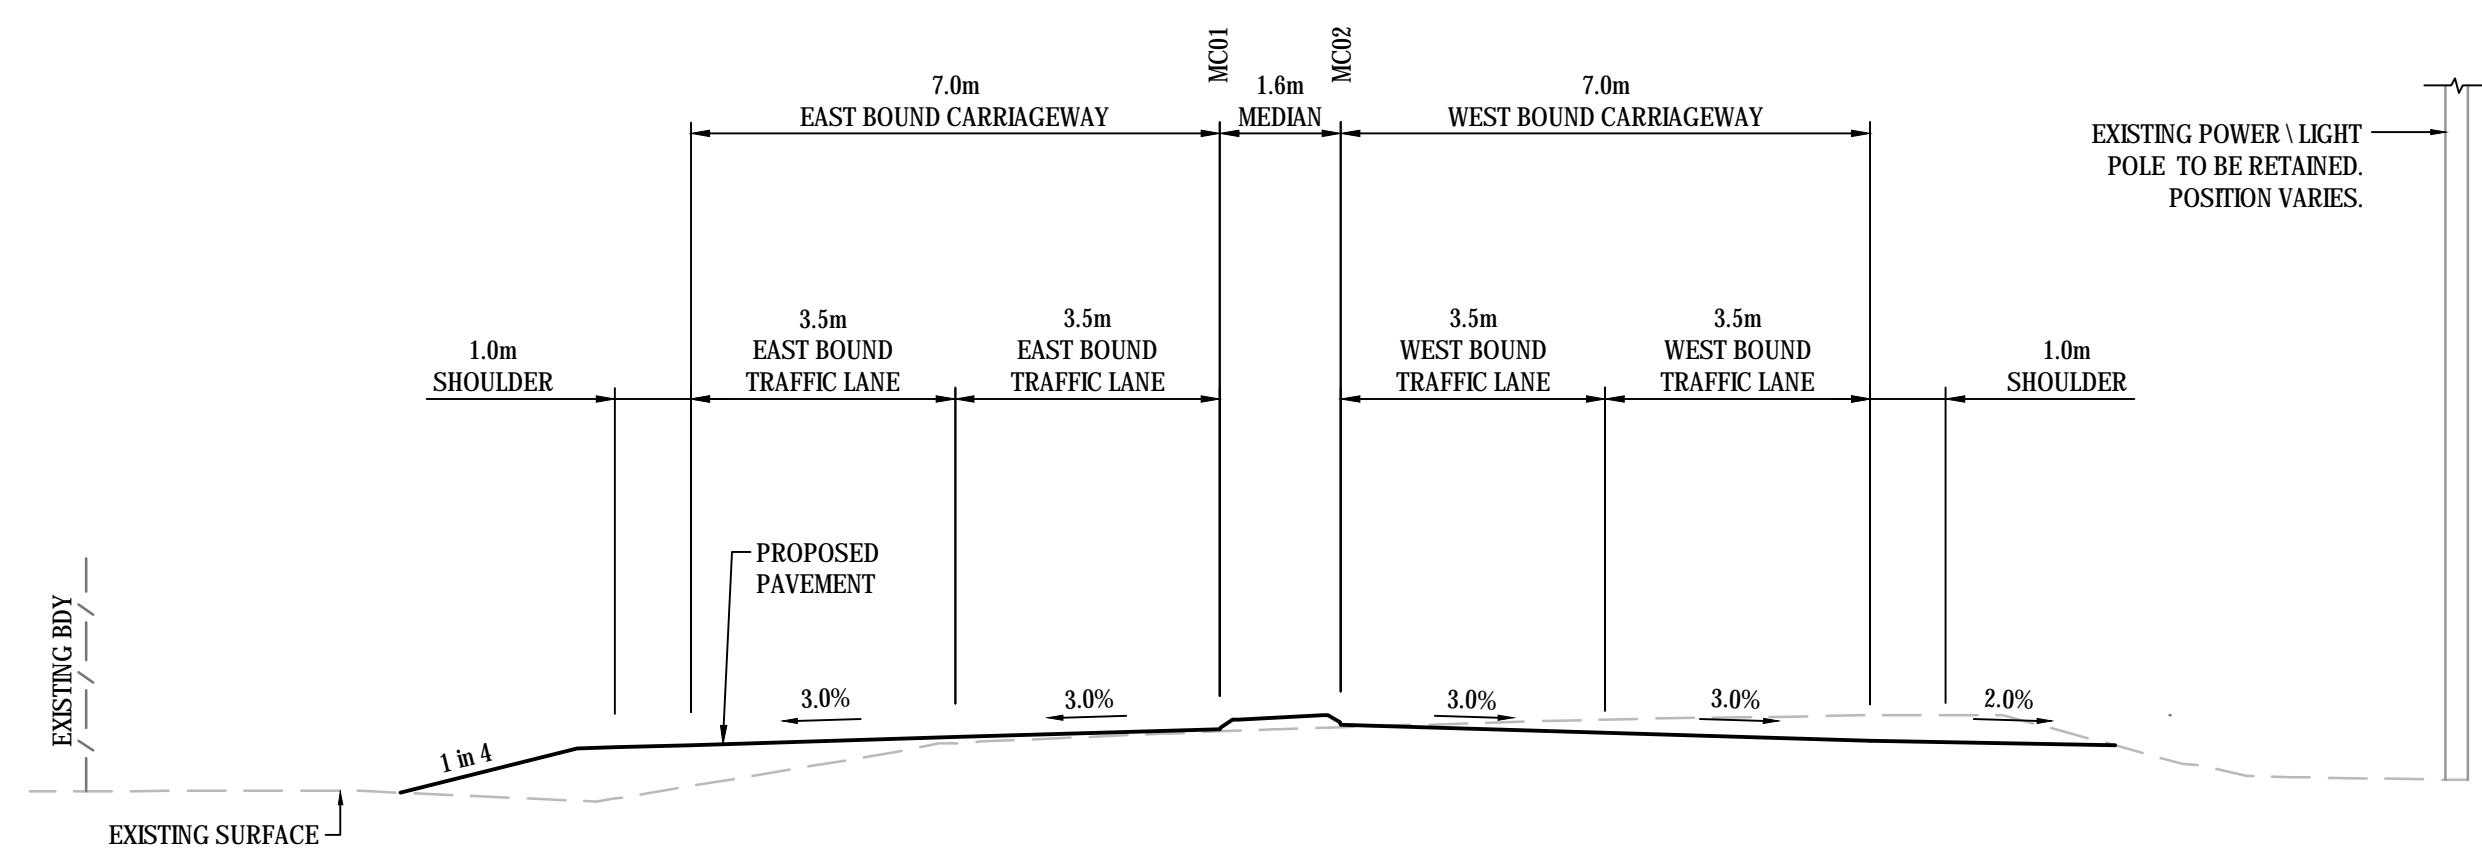 MC01
MC02
7.0m
EAST BOUND CARRIAGEWAY
1.6m
MEDIAN
7.0m
WEST BOUND CARRIAGEWAY
EXISTING POWER \ LIGHT
POLE TO BE RETAINED.
POSITION VARIES.
1.0m
SHOULDER
3.5m
EAST BOUND
TRAFFIC LANE
3.5m
EAST BOUND
TRAFFIC LANE
3.5m
WEST BOUND
TRAFFIC LANE
3.5m
WEST BOUND
TRAFFIC LANE
1.0m
SHOULDER
PROPOSED
PAVEMENT
EXISTING BDY
1 in 4
3.0%
3.0%
3.0%
3.0%
2.0%
EXISTING SURFACE